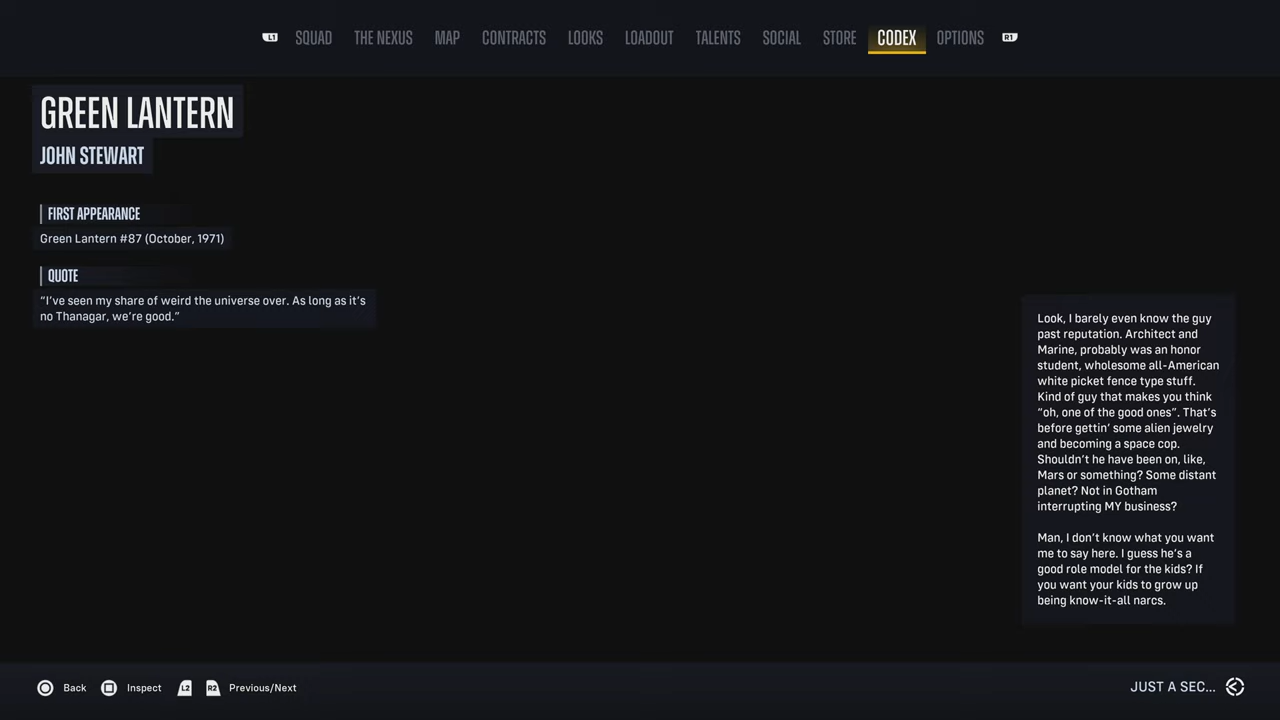 L1 SQUAD THE NEXUS MAP CONTRACTS LOOKS LOADOUT TALENTS SOCIAL STORE CODEX OPTIONS R1
GREEN LANTERN
JOHN STEWART
FIRST APPEARANCE
Green Lantern #87 (October, 1971)
QUOTE
“I’ve seen my share of weird the universe over. As long as it’s
no Thanagar, we’re good.”
Look, I barely even know the guy
past reputation. Architect and
Marine, probably was an honor
student, wholesome all-American
white picket fence type stuff.
Kind of guy that makes you think
“oh, one of the good ones”. That’s
before gettin’ some alien jewelry
and becoming a space cop.
Shouldn’t he have been on, like,
Mars or something? Some distant
planet? Not in Gotham
interrupting MY business?
Man, I don’t know what you want
me to say here. I guess he’s a
good role model for the kids? If
you want your kids to grow up
being know-it-all narcs.
Back Inspect L2 R2 Previous/Next
JUST A SEC...